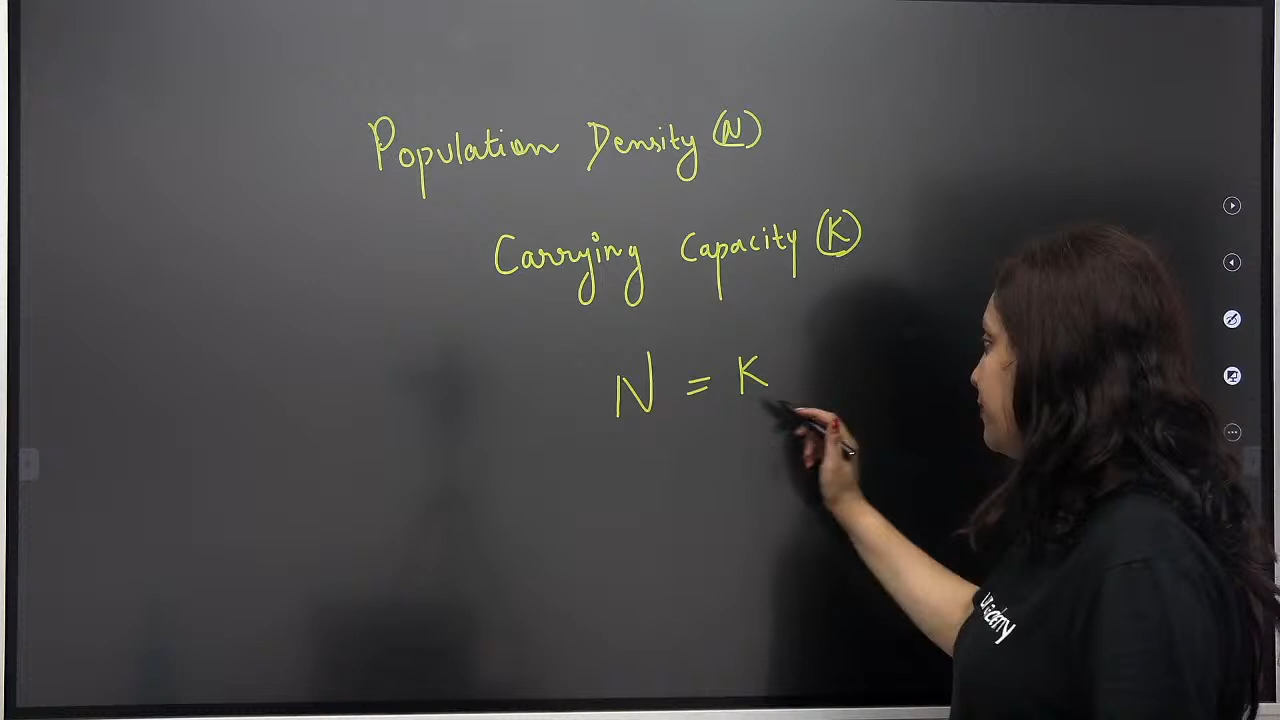 Population Density (N)
Carrying Capacity (K)
N = K